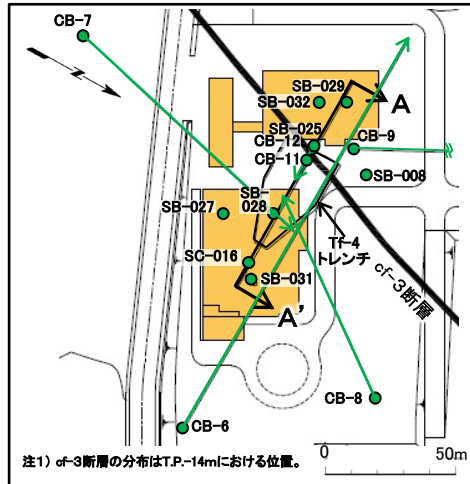 CB-7
SB-029
SB-032
A
SB-025
CB-12
CB-9
CB-11
SB-008
SB-
028
SB-027
Tf-4
トレンチ
SC-016
cf-3断層
SB-031
A’
CB-8
CB-6
注1) cf-3断層の分布はT.P.-14mにおける位置。
0
50m